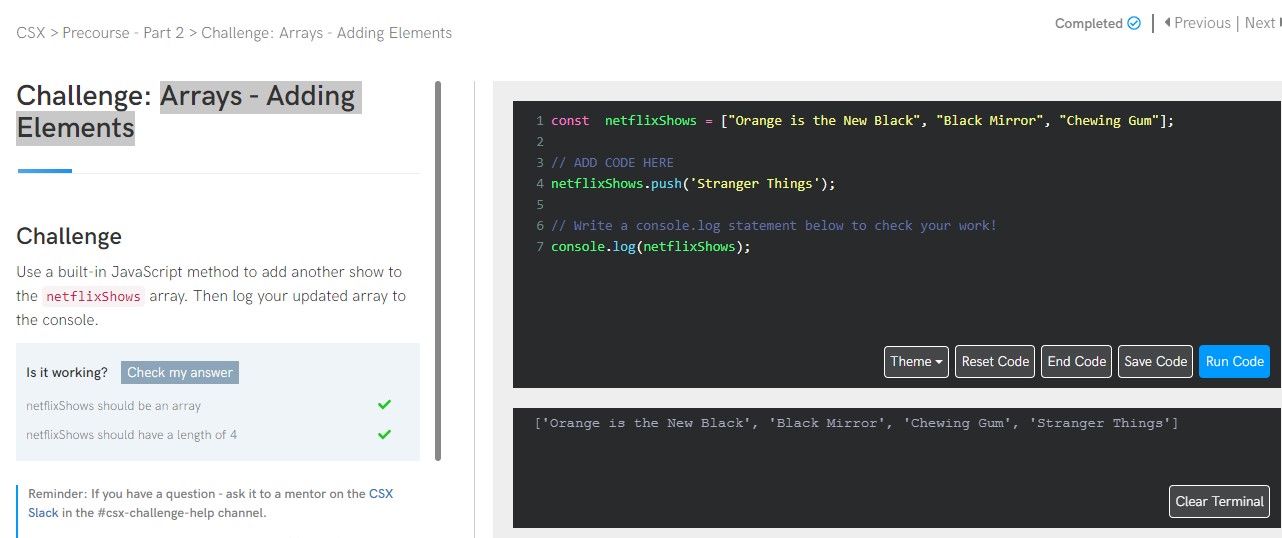 CSX > Precourse - Part 2 > Challenge: Arrays - Adding Elements
Completed | Previous | Next
Challenge: Arrays - Adding
Elements
Challenge
Use a built-in JavaScript method to add another show to
the netflixShows array. Then log your updated array to
the console.
Is it working? Check my answer
netflixShows should be an array
netflixShows should have a length of 4
Reminder: If you have a question - ask it to a mentor on the CSX
Slack in the #csx-challenge-help channel.
1 const  netflixShows = ["Orange is the New Black", "Black Mirror", "Chewing Gum"];
2
3 // ADD CODE HERE
4 netflixShows.push('Stranger Things');
5
6 // Write a console.log statement below to check your work!
7 console.log(netflixShows);
Theme Reset Code End Code Save Code Run Code
['Orange is the New Black', 'Black Mirror', 'Chewing Gum', 'Stranger Things']
Clear Terminal